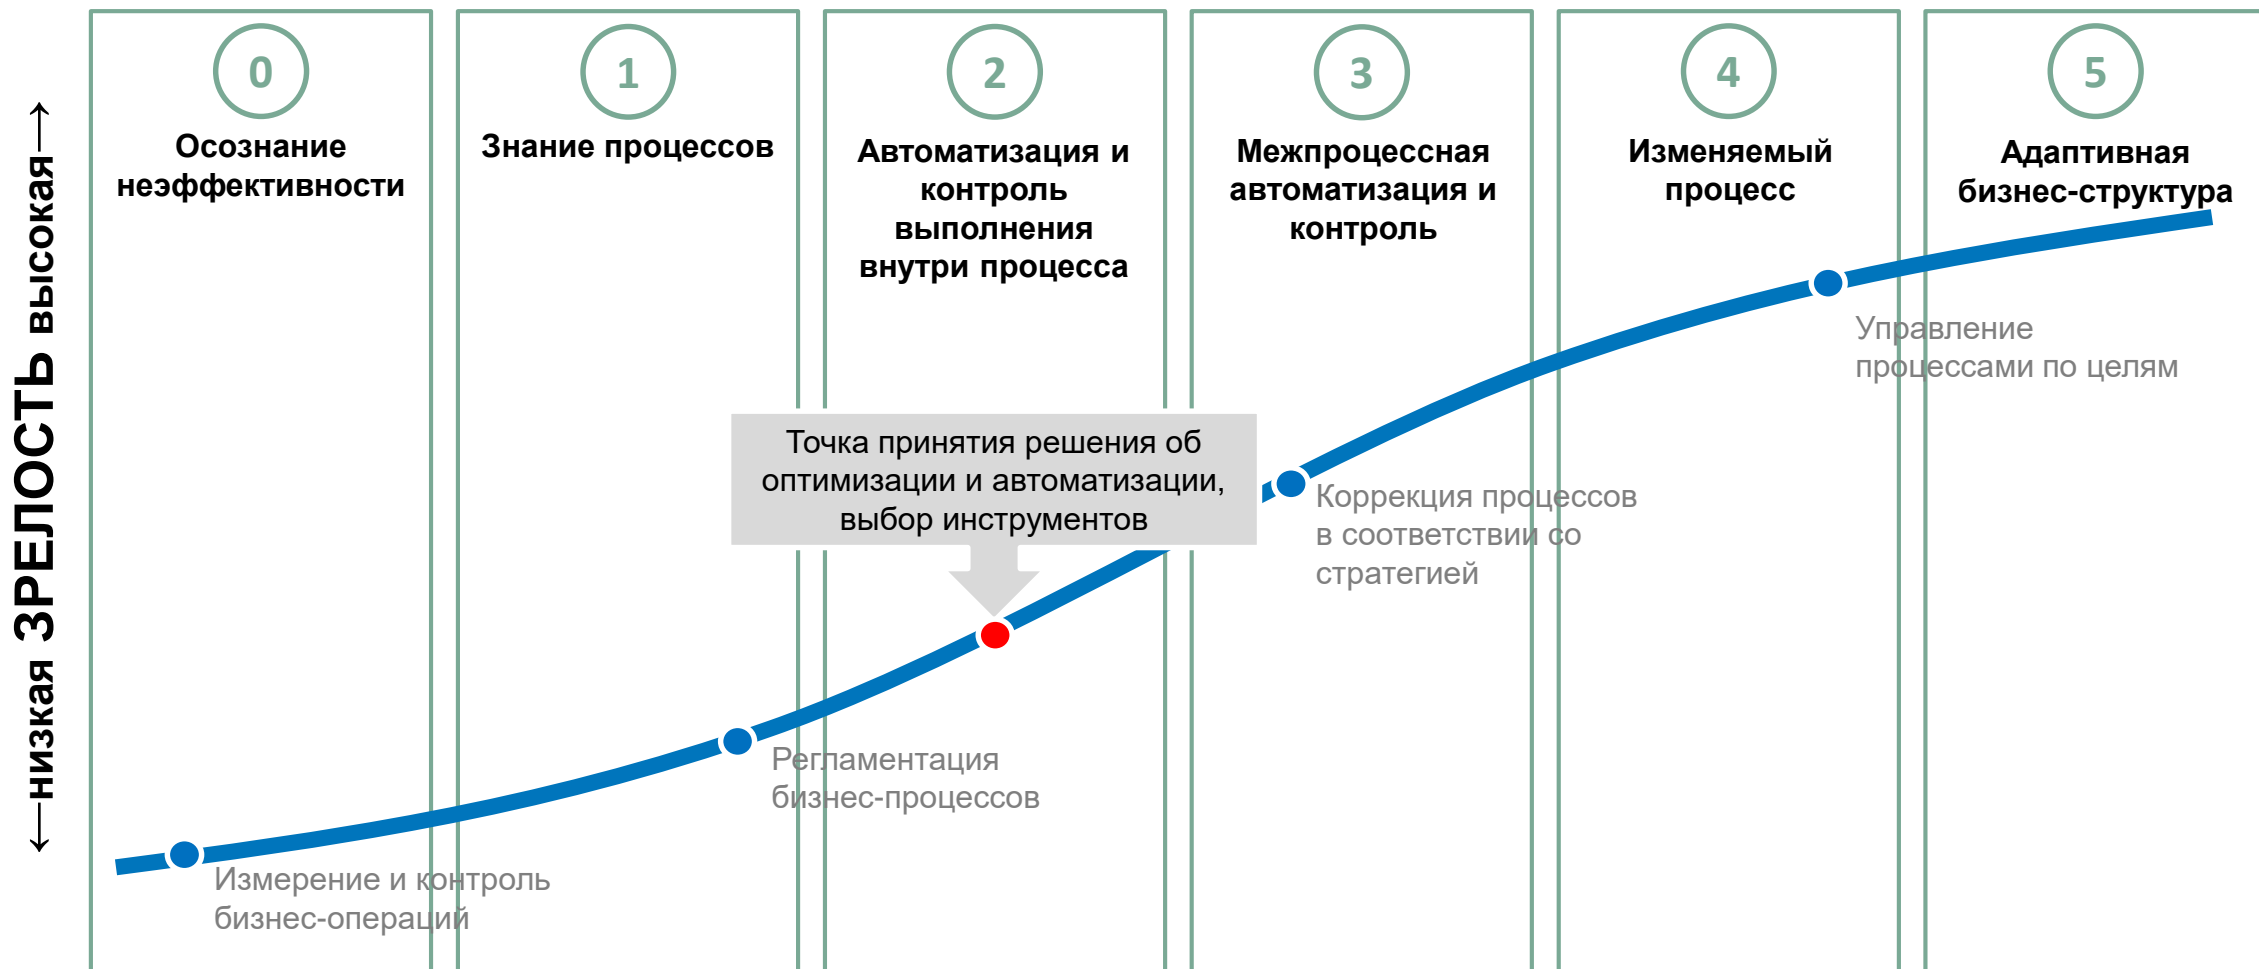 ←низкая ЗРЕЛОСТЬ высокая→
0
Осознание
неэффективности
1
Знание процессов
2
Автоматизация и
контроль
выполнения
внутри процесса
3
Межпроцессная
автоматизация и
контроль
4
Изменяемый
процесс
5
Адаптивная
бизнес-структура
Управление
процессами по целям
Точка принятия решения об
оптимизации и автоматизации,
выбор инструментов
Коррекция процессов
в соответствии со
стратегией
Регламентация
бизнес-процессов
Измерение и контроль
бизнес-операций